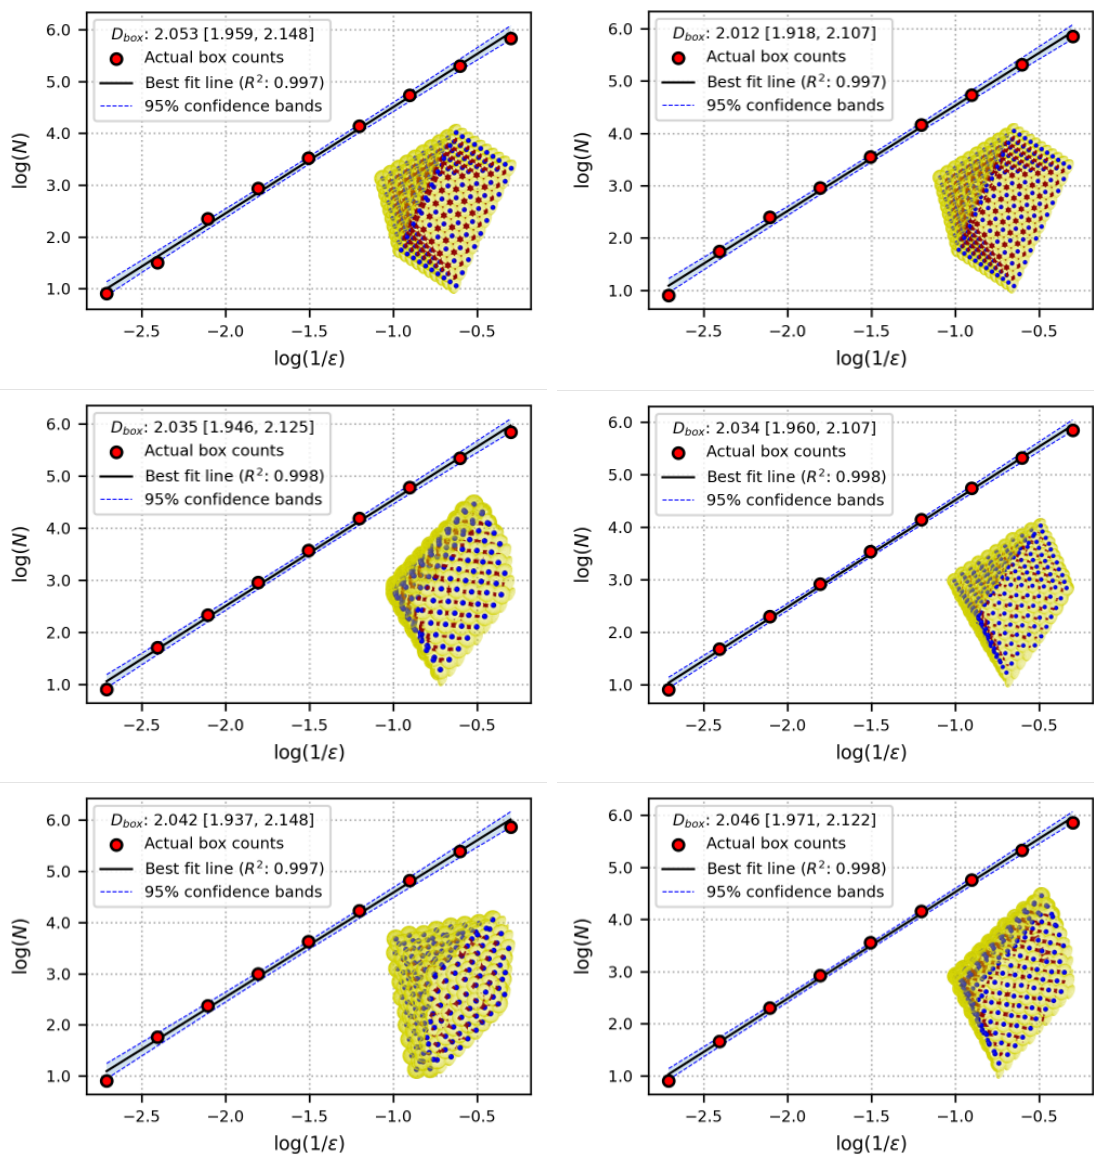 D_box: 2.053 [1.959, 2.148]
Actual box counts
Best fit line (R²: 0.997)
95% confidence bands
6.0
5.0
4.0
3.0
2.0
1.0
log(N)
−2.5 −2.0 −1.5 −1.0 −0.5
log(1/ε)
D_box: 2.012 [1.918, 2.107]
Actual box counts
Best fit line (R²: 0.997)
95% confidence bands
6.0
5.0
4.0
3.0
2.0
1.0
log(N)
−2.5 −2.0 −1.5 −1.0 −0.5
log(1/ε)
D_box: 2.035 [1.946, 2.125]
Actual box counts
Best fit line (R²: 0.998)
95% confidence bands
6.0
5.0
4.0
3.0
2.0
1.0
log(N)
−2.5 −2.0 −1.5 −1.0 −0.5
log(1/ε)
D_box: 2.034 [1.960, 2.107]
Actual box counts
Best fit line (R²: 0.998)
95% confidence bands
6.0
5.0
4.0
3.0
2.0
1.0
log(N)
−2.5 −2.0 −1.5 −1.0 −0.5
log(1/ε)
D_box: 2.042 [1.937, 2.148]
Actual box counts
Best fit line (R²: 0.997)
95% confidence bands
6.0
5.0
4.0
3.0
2.0
1.0
log(N)
−2.5 −2.0 −1.5 −1.0 −0.5
log(1/ε)
D_box: 2.046 [1.971, 2.122]
Actual box counts
Best fit line (R²: 0.998)
95% confidence bands
6.0
5.0
4.0
3.0
2.0
1.0
log(N)
−2.5 −2.0 −1.5 −1.0 −0.5
log(1/ε)